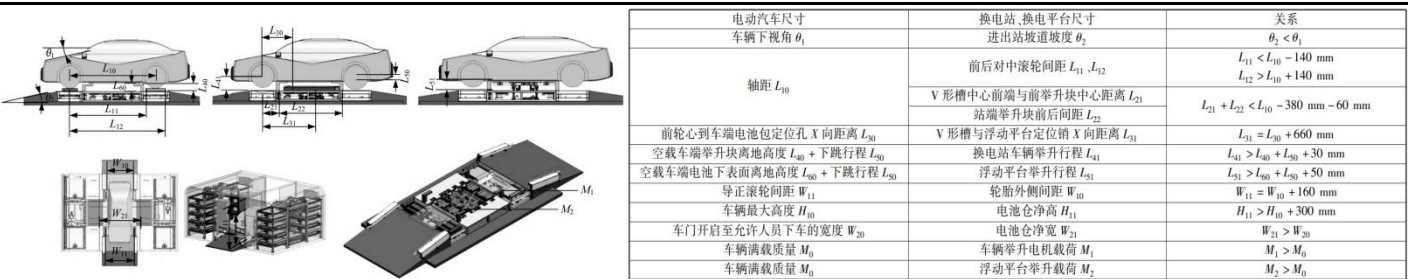 θ₁
L₁₀
L₄₀
L₆₀
θ₂
L₁₁
L₁₂
L₃₀
L₄₁
L₅₀
L₂₁
L₂₂
L₃₁
L₅₁
W₁₀
W₂₁
W₁₁
M₁
M₂
电动汽车尺寸 换电站、换电平台尺寸 关系
车辆下视角 θ₁ 进出站坡道坡度 θ₂ θ₂ < θ₁
轴距 L₁₀ 前后对中滚轮间距 L₁₁、L₁₂ L₁₁ < L₁₀ − 140 mm
L₁₂ > L₁₀ + 140 mm
V 形槽中心前端与前举升块中心距离 L₂₁ L₂₁ + L₂₂ < L₁₀ − 380 mm − 60 mm
站端举升块前后间距 L₂₂
前轮心到车端电池包定位孔 X 向距离 L₃₀ V 形槽与浮动平台定位销 X 向距离 L₃₁ L₃₁ = L₃₀ + 660 mm
空载车端举升块离地高度 L₄₀ + 下跳行程 L₅₀ 换电站车辆举升行程 L₄₁ L₄₁ > L₄₀ + L₅₀ + 30 mm
空载车端电池下表面离地高度 L₆₀ + 下跳行程 L₅₀ 浮动平台举升行程 L₅₁ L₅₁ > L₆₀ + L₅₀ + 50 mm
导正滚轮间距 W₁₁ 轮胎外侧间距 W₁₀ W₁₁ = W₁₀ + 160 mm
车辆最大高度 H₁₀ 电池仓净高 H₁₁ H₁₁ > H₁₀ + 300 mm
车门开启至允许人员下车的宽度 W₂₀ 电池仓净宽 W₂₁ W₂₁ > W₂₀
车辆满载质量 M₀ 车辆举升电机载荷 M₁ M₁ > M₀
车辆满载质量 M₀ 浮动平台举升载荷 M₂ M₂ > M₀